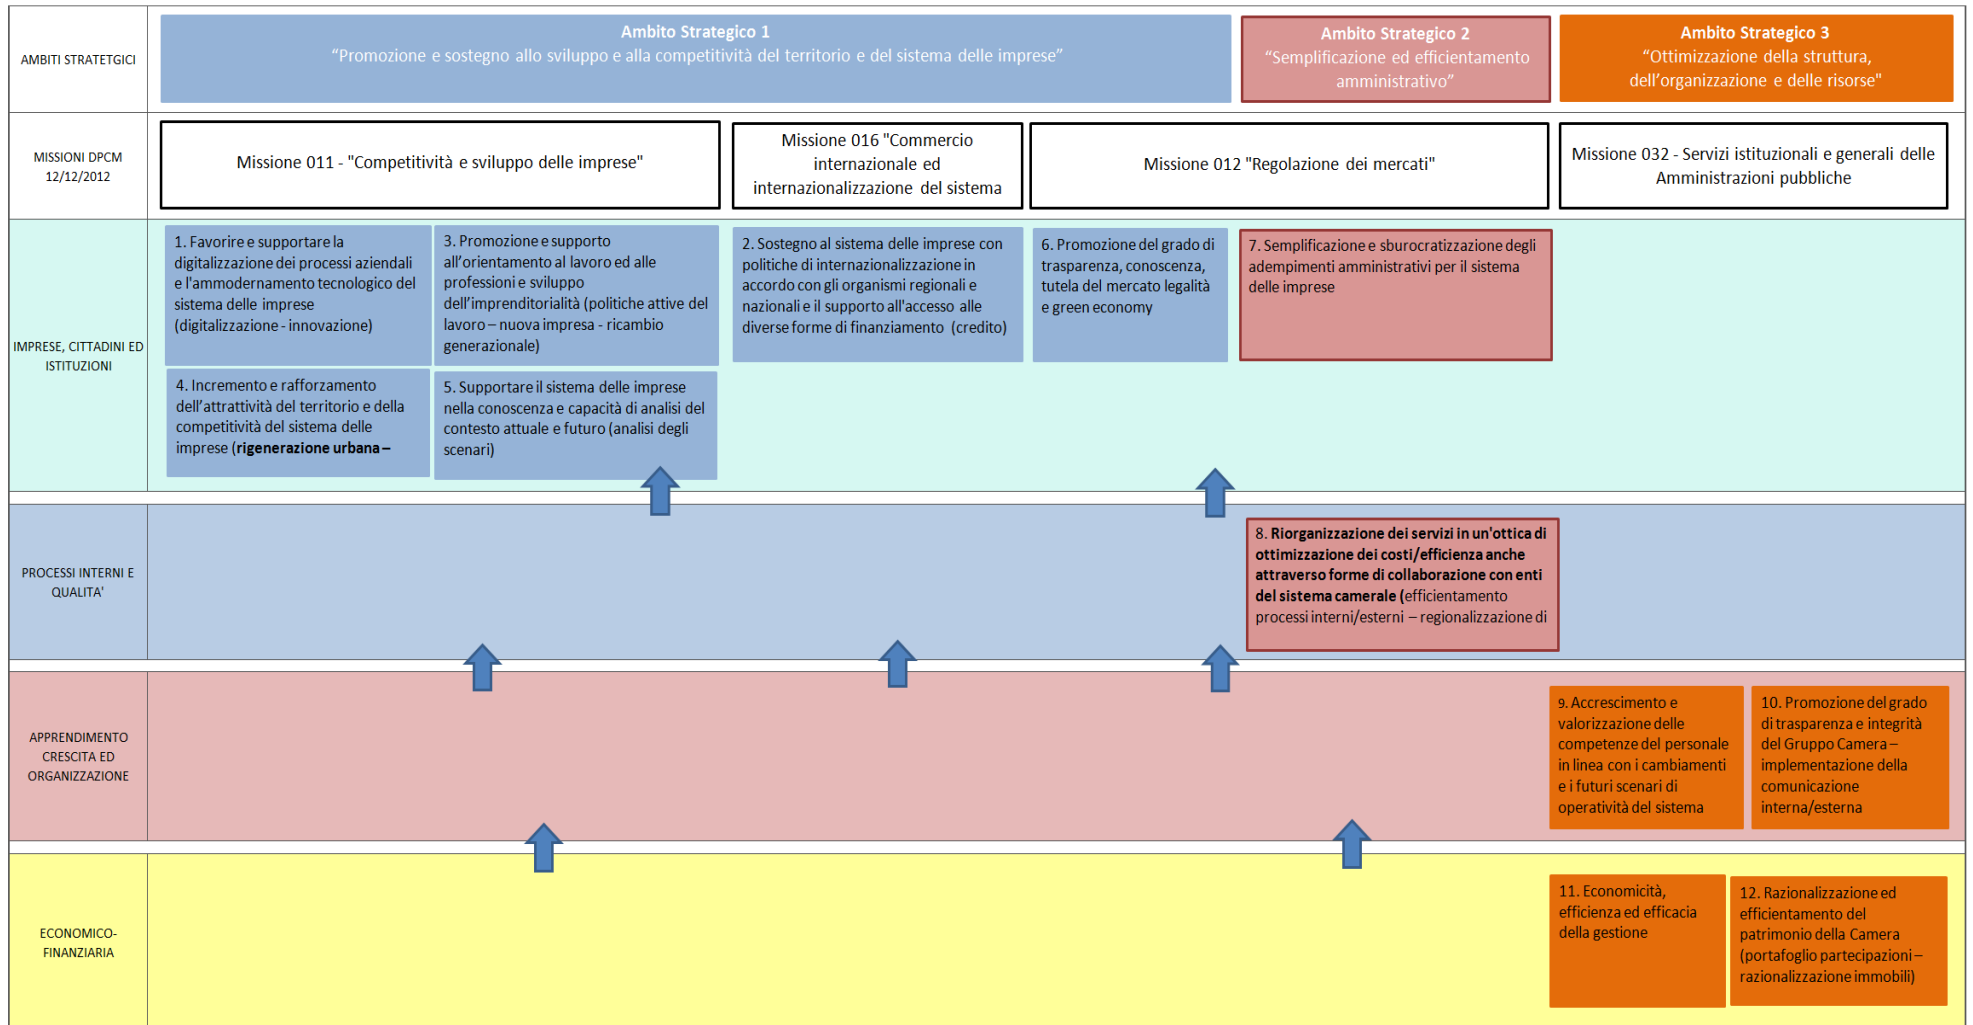 AMBITI STRATETGICI
Ambito Strategico 1
“Promozione e sostegno allo sviluppo e alla competitività del territorio e del sistema delle imprese”
Ambito Strategico 2
“Semplificazione ed efficientamento
amministrativo”
Ambito Strategico 3
“Ottimizzazione della struttura,
dell’organizzazione e delle risorse"
MISSIONI DPCM
12/12/2012
Missione 011 - "Competitività e sviluppo delle imprese"
Missione 016 "Commercio
internazionale ed
internazionalizzazione del sistema
Missione 012 "Regolazione dei mercati"
Missione 032 - Servizi istituzionali e generali delle
Amministrazioni pubbliche
IMPRESE, CITTADINI ED
ISTITUZIONI
1. Favorire e supportare la
digitalizzazione dei processi aziendali
e l'ammodernamento tecnologico del
sistema delle imprese
(digitalizzazione - innovazione)
3. Promozione e supporto
all’orientamento al lavoro ed alle
professioni e sviluppo
dell’imprenditorialità (politiche attive del
lavoro – nuova impresa - ricambio
generazionale)
2. Sostegno al sistema delle imprese con
politiche di internazionalizzazione in
accordo con gli organismi regionali e
nazionali e il supporto all'accesso alle
diverse forme di finanziamento (credito)
6. Promozione del grado di
trasparenza, conoscenza,
tutela del mercato legalità
e green economy
7. Semplificazione e sburocratizzazione degli
adempimenti amministrativi per il sistema
delle imprese
4. Incremento e rafforzamento
dell’attrattività del territorio e della
competitività del sistema delle
imprese (rigenerazione urbana –
5. Supportare il sistema delle imprese
nella conoscenza e capacità di analisi del
contesto attuale e futuro (analisi degli
scenari)
PROCESSI INTERNI E
QUALITA'
8. Riorganizzazione dei servizi in un'ottica di
ottimizzazione dei costi/efficienza anche
attraverso forme di collaborazione con enti
del sistema camerale (efficientamento
processi interni/esterni – regionalizzazione di
APPRENDIMENTO
CRESCITA ED
ORGANIZZAZIONE
9. Accrescimento e
valorizzazione delle
competenze del personale
in linea con i cambiamenti
e i futuri scenari di
operatività del sistema
10. Promozione del grado
di trasparenza e integrità
del Gruppo Camera –
implementazione della
comunicazione
interna/esterna
ECONOMICO-
FINANZIARIA
11. Economicità,
efficienza ed efficacia
della gestione
12. Razionalizzazione ed
efficientamento del
patrimonio della Camera
(portafoglio partecipazioni –
razionalizzazione immobili)